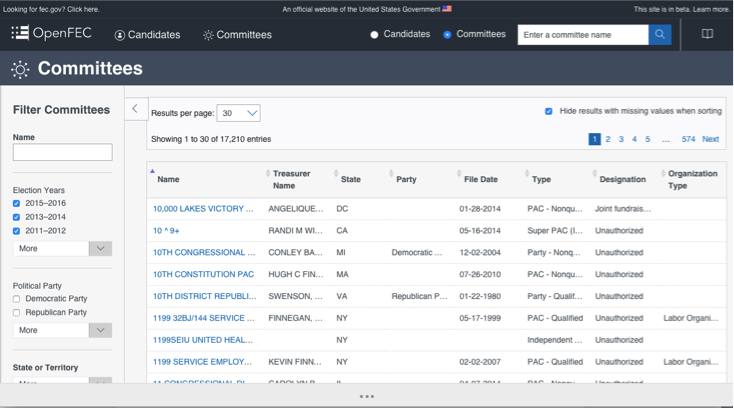 Looking for fec.gov? Click here. An official website of the United States Government This site is in beta. Learn more.
OpenFEC Candidates Committees Candidates Committees Enter a committee name
Committees
Filter Committees
Name
Election Years
2015–2016
2013–2014
2011–2012
More
Political Party
Democratic Party
Republican Party
More
State or Territory
Results per page: 30 Hide results with missing values when sorting
Showing 1 to 30 of 17,210 entries 1 2 3 4 5 ... 574 Next
Name Treasurer Name State Party File Date Type Designation Organization Type
10,000 LAKES VICTORY ... ANGELIQUE... DC 01-28-2014 PAC - Nonqu... Joint fundrais...
10 ^ 9+ RANDI M WI... CA 05-16-2014 Super PAC (I... Unauthorized
10TH CONGRESSIONAL ... CONLEY BA... MI Democratic ... 12-02-2004 Party - Nonq... Unauthorized
10TH CONSTITUTION PAC HUGH C FIN... MA 07-26-2010 PAC - Nonqu... Unauthorized
10TH DISTRICT REPUBLI... SWENSON, ... VA Republican P... 01-22-1980 Party - Qualif... Unauthorized
1199 32BJ/144 SERVICE ... FINNEGAN, ... NY 05-17-1999 PAC - Qualified Unauthorized Labor Organi...
1199SEIU UNITED HEAL... NY Independent ... Unauthorized
1199 SERVICE EMPLOY... KEVIN FINN... NY 02-02-2007 PAC - Qualified Unauthorized Labor Organi...